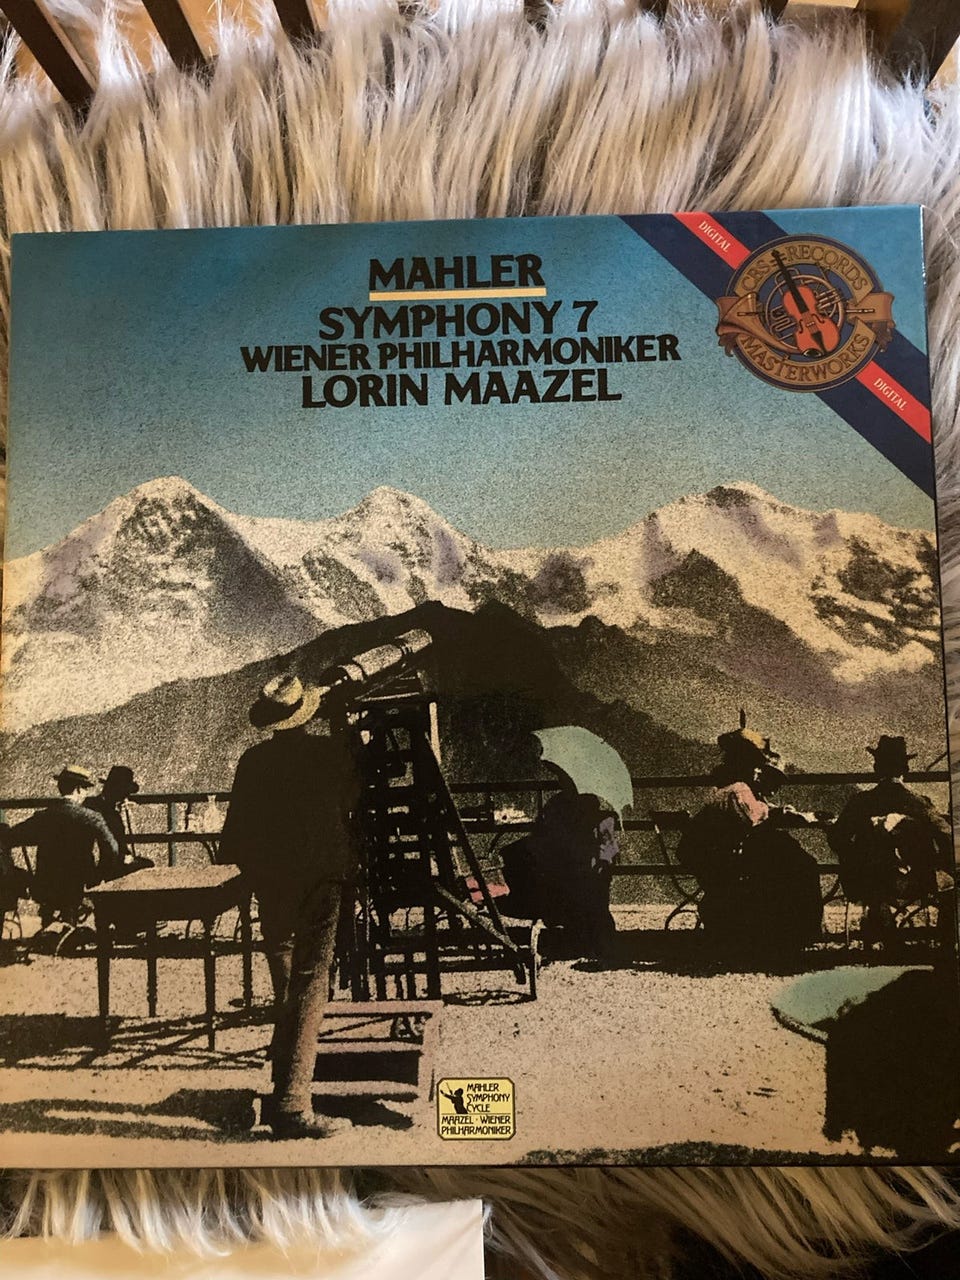 MAHLER
SYMPHONY 7
WIENER PHILHARMONIKER
LORIN MAAZEL
DIGITAL
CBS RECORDS
MASTERWORKS
DIGITAL
MAHLER
SYMPHONY
CYCLE
MAAZEL · WIENER
PHILHARMONIKER